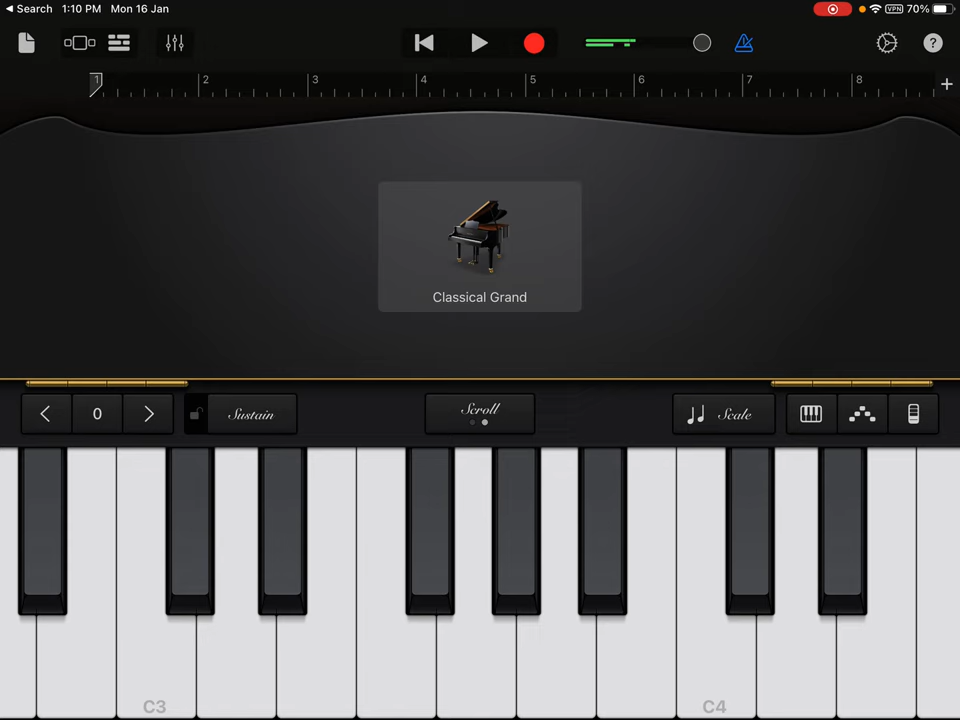 Search 1:10 PM Mon 16 Jan VPN 70%
1 2 3 4 5 6 7 8 +
Classical Grand
0 Sustain Scroll Scale
C3 C4